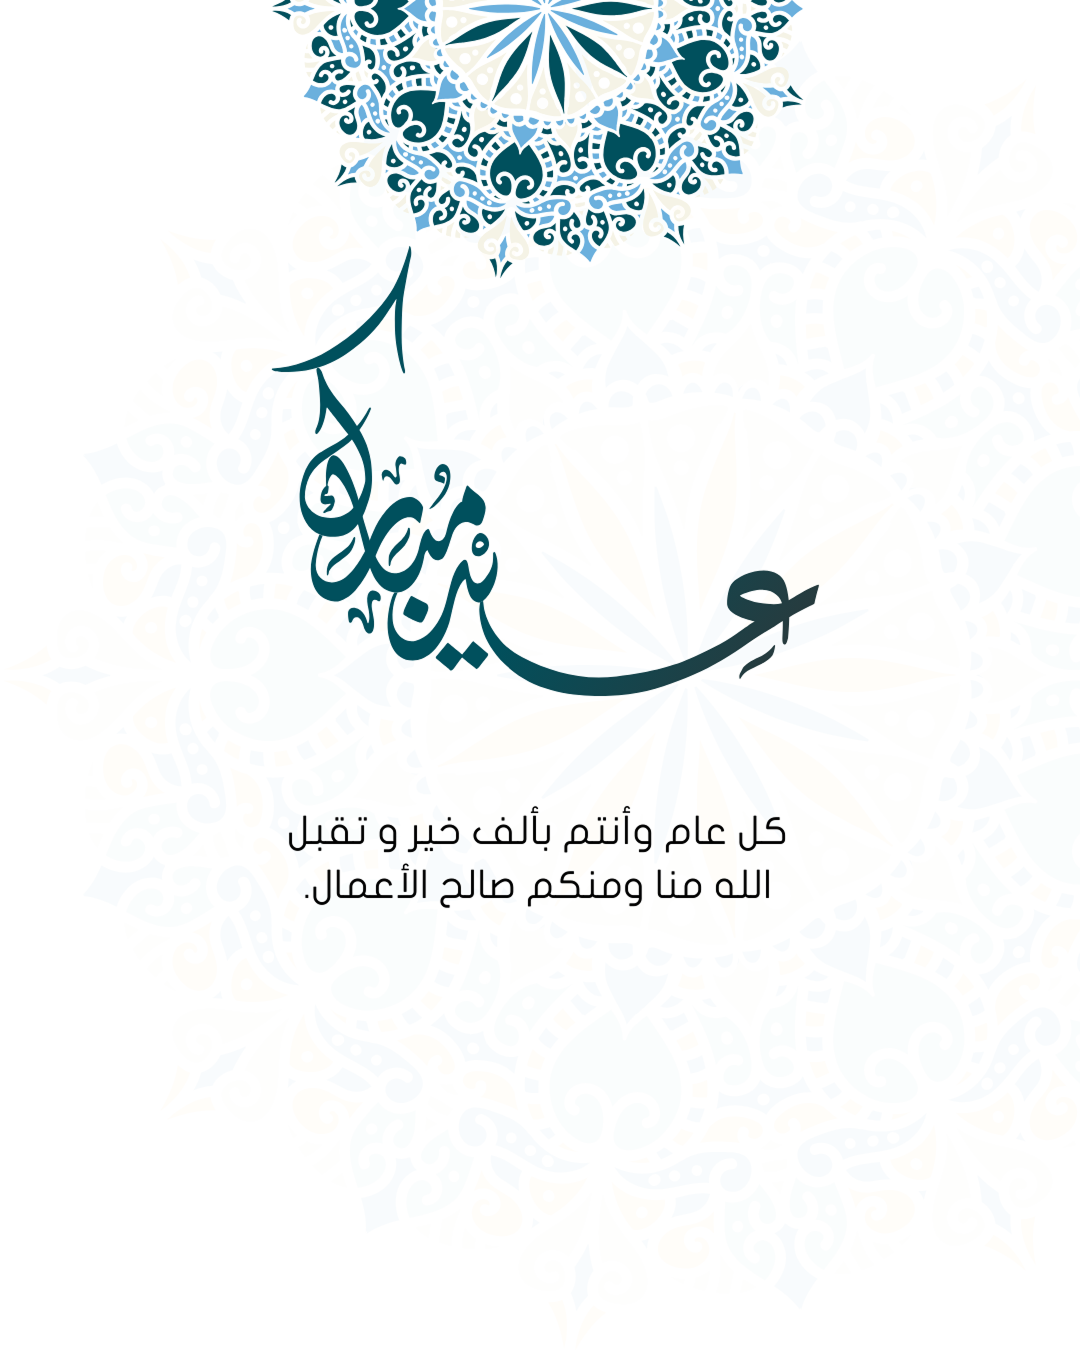 عيد مبارك
كل عام وأنتم بألف خير و تقبل
الله منا ومنكم صالح الأعمال.